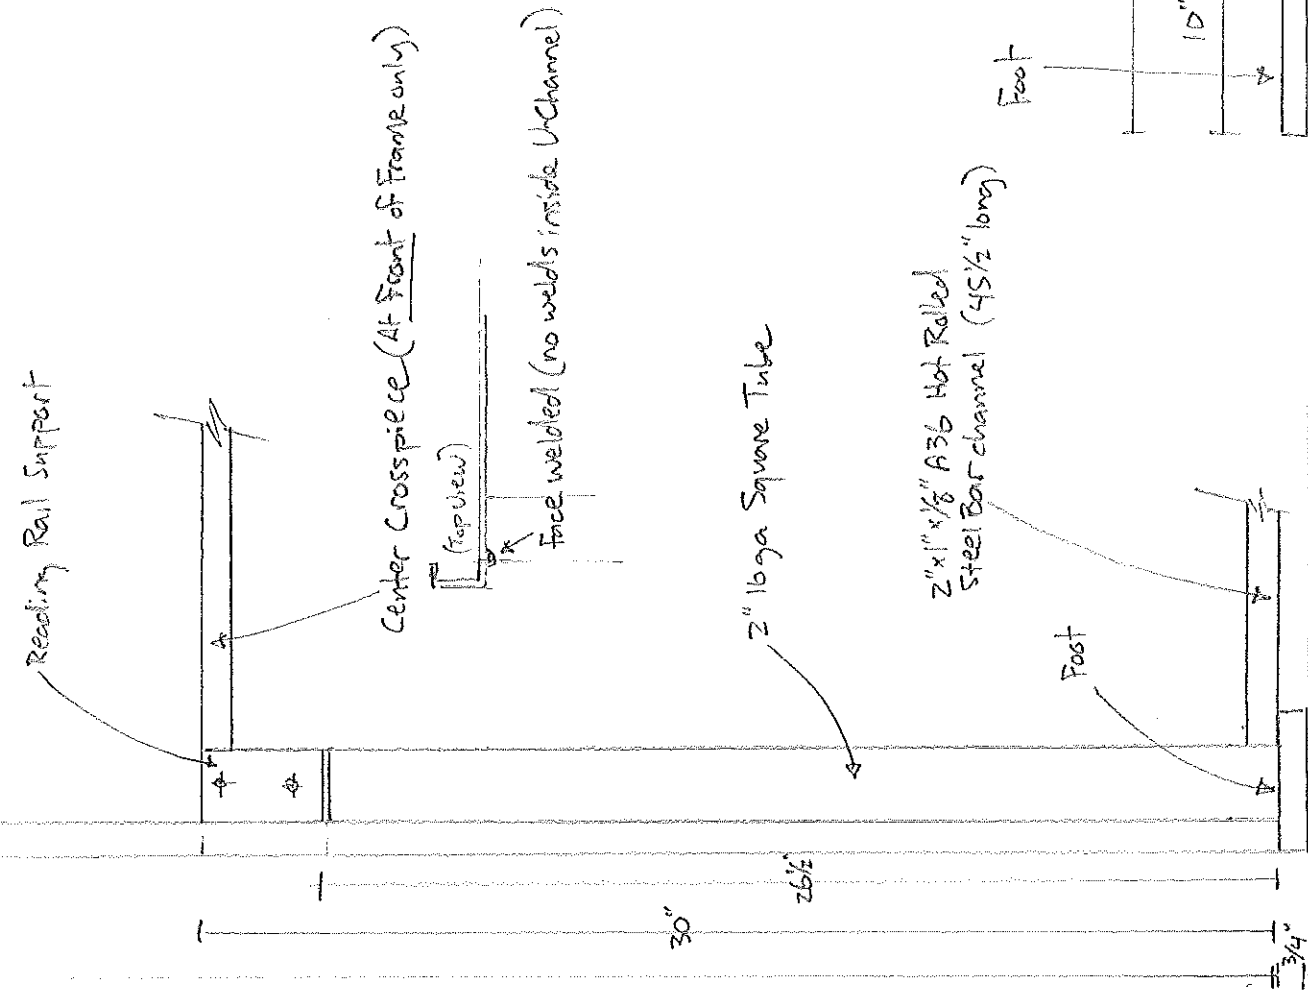 Reading Rail Support
Center Crosspiece (At Front of Frame only)
(Top view)
Face welded (no welds inside U-Channel)
2" 16ga Square Tube
2"x1"x1/8" A36 Hot Rolled
Steel Bar channel (45 1/2" long)
Foot
Foot
10"
26 1/2"
30"
3/4"